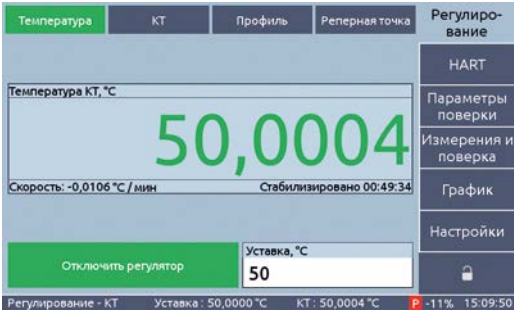 Температура
КТ
Профиль
Реперная точка
Регулиро-
вание
HART
Параметры
поверки
Измерения и
поверка
График
Настройки
Температура КТ, °C
50,0004
Скорость: -0,0106 °C / мин
Стабилизировано 00:49:34
Отключить регулятор
Уставка, °C
50
Регулирование - КТ
Уставка : 50,0000 °C
КТ : 50,0004 °C
P -11% 15:09:50